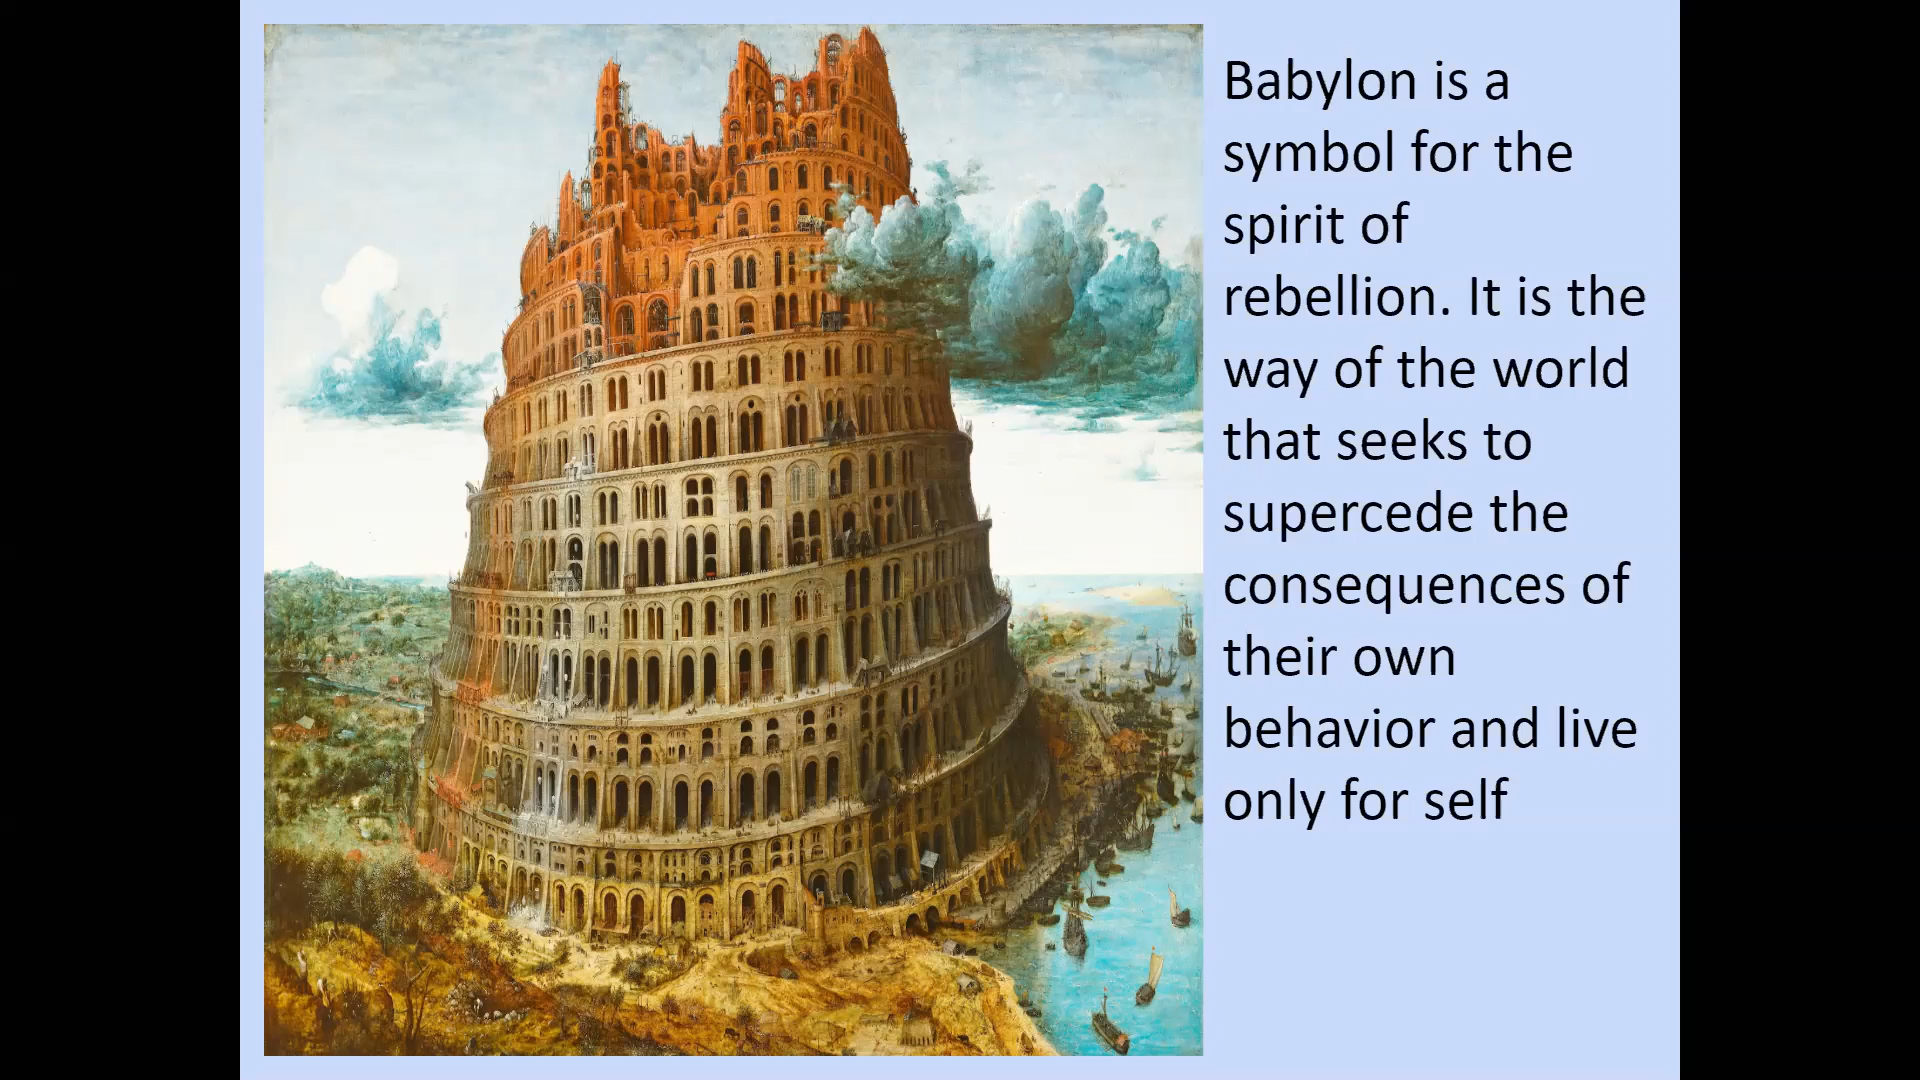 Babylon is a
symbol for the
spirit of
rebellion. It is the
way of the world
that seeks to
supercede the
consequences of
their own
behavior and live
only for self